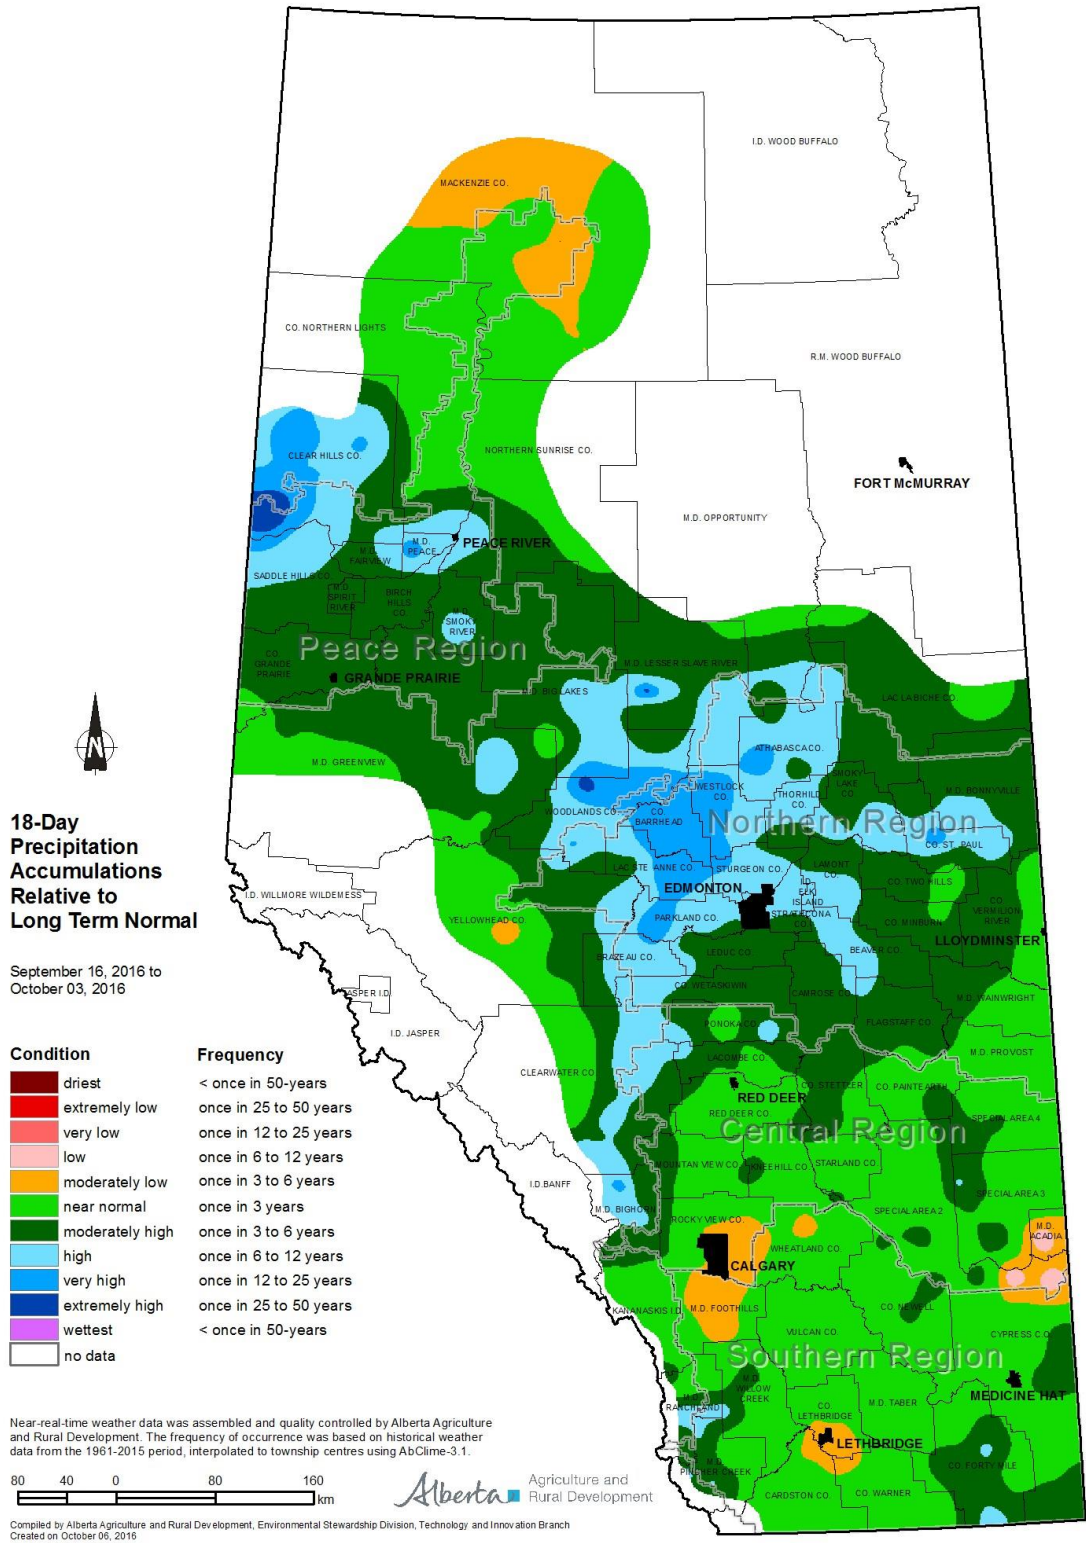 I.D. WOOD BUFFALO
MACKENZIE CO.
CO. NORTHERN LIGHTS
R.M. WOOD BUFFALO
CLEAR HILLS CO.
NORTHERN SUNRISE CO.
FORT McMURRAY
M.D. OPPORTUNITY
M.D. PEACE
PEACE RIVER
M.D. FAIRVIEW
SADDLE HILLS CO.
M.D. SPIRIT RIVER
BIRCH HILLS CO.
M.D. SMOKY RIVER
Peace Region
CO. GRANDE PRAIRIE
GRANDE PRAIRIE
M.D. LESSER SLAVE RIVER
M.D. BIG LAKES
LAC LA BICHE CO.
M.D. GREENVIEW
ATHABASCA CO.
SMOKY LAKE CO.
WESTLOCK CO.
THORHILD CO.
M.D. BONNYVILLE
WOODLANDS CO.
CO. BARRHEAD
Northern Region
CO. ST. PAUL
LAC STE. ANNE CO.
STURGEON CO.
LAMONT CO.
I.D. ELK ISLAND
CO. TWO HILLS
EDMONTON
I.D. WILLMORE WILDERNESS
YELLOWHEAD CO.
PARKLAND CO.
STRATHCONA CO.
CO. MINBURN
CO. VERMILION RIVER
LLOYDMINSTER
BRAZEAU CO.
LEDUC CO.
BEAVER CO.
CO. WETASKIWIN
CAMROSE CO.
M.D. WAINWRIGHT
JASPER I.D.
I.D. JASPER
PONOKA CO.
FLAGSTAFF CO.
M.D. PROVOST
LACOMBE CO.
CLEARWATER CO.
CO. STETTLER
CO. PAINTEARTH
RED DEER
RED DEER CO.
SPECIAL AREA 4
Central Region
MOUNTAIN VIEW CO.
KNEEHILL CO.
STARLAND CO.
I.D. BANFF
SPECIAL AREA 3
M.D. BIGHORN
SPECIAL AREA 2
ROCKY VIEW CO.
M.D. ACADIA
WHEATLAND CO.
CALGARY
KANANASKIS I.D.
M.D. FOOTHILLS
CO. NEWELL
VULCAN CO.
CYPRESS CO.
Southern Region
M.D. WILLOW CREEK
MEDICINE HAT
M.D. RANCHLAND
M.D. TABER
CO. LETHBRIDGE
LETHBRIDGE
M.D. PINCHER CREEK
CO. FORTY MILE
CARDSTON CO.
CO. WARNER
N
18-Day
Precipitation
Accumulations
Relative to
Long Term Normal
September 16, 2016 to
October 03, 2016
Condition Frequency
driest < once in 50-years
extremely low once in 25 to 50 years
very low once in 12 to 25 years
low once in 6 to 12 years
moderately low once in 3 to 6 years
near normal once in 3 years
moderately high once in 3 to 6 years
high once in 6 to 12 years
very high once in 12 to 25 years
extremely high once in 25 to 50 years
wettest < once in 50-years
no data
Near-real-time weather data was assembled and quality controlled by Alberta Agriculture
and Rural Development. The frequency of occurrence was based on historical weather
data from the 1961-2015 period, interpolated to township centres using AbClime-3.1.
80 40 0 80 160
km
Alberta Agriculture and
Rural Development
Compiled by Alberta Agriculture and Rural Development, Environmental Stewardship Division, Technology and Innovation Branch
Created on October 06, 2016